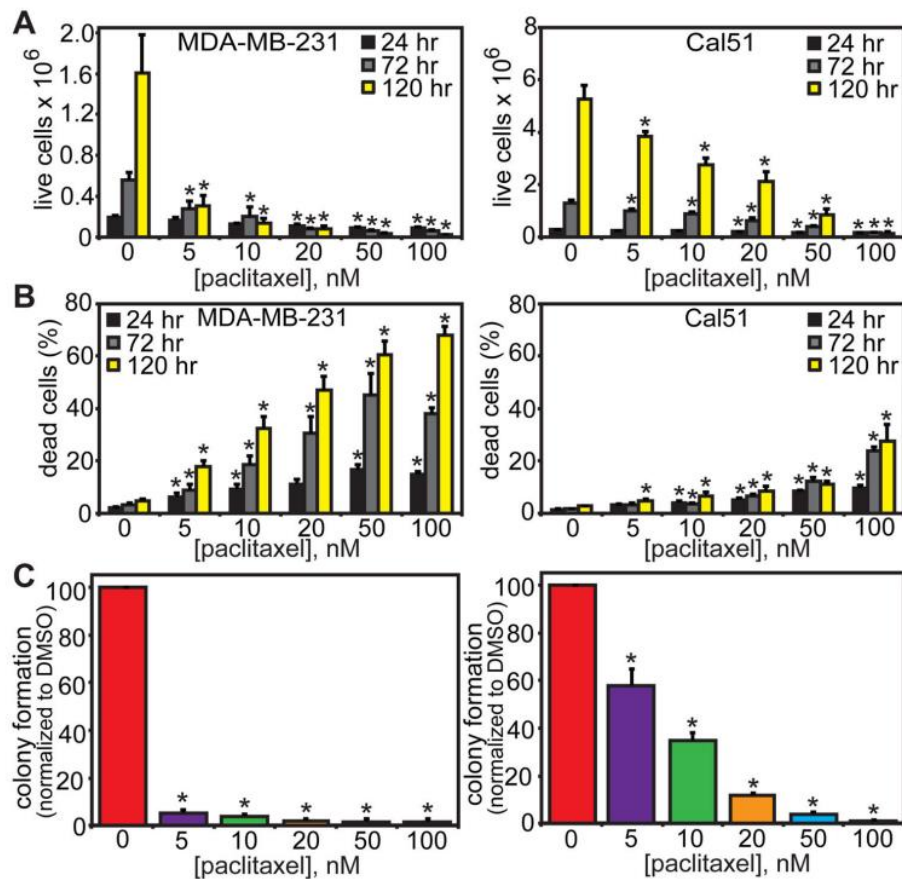 A
MDA-MB-231
24 hr
72 hr
120 hr
live cells x 10⁶
2.0
1.6
1.2
0.8
0.4
* * * * * * * * * * * * *
0 5 10 20 50 100
[paclitaxel], nM
Cal51
24 hr
72 hr
120 hr
live cells x 10⁶
8
6
4
2
0
* * * * * * * * * * * * *
0 5 10 20 50 100
[paclitaxel], nM
B
MDA-MB-231
24 hr
72 hr
120 hr
dead cells (%)
80
60
40
20
0
* * * * * * * * * * * * * *
0 5 10 20 50 100
[paclitaxel], nM
Cal51
24 hr
72 hr
120 hr
dead cells (%)
80
60
40
20
0
* * * * * * * * * * * * *
0 5 10 20 50 100
[paclitaxel], nM
C
colony formation
(normalized to DMSO)
100
80
60
40
20
0
* * * * *
0 5 10 20 50 100
[paclitaxel], nM
colony formation
(normalized to DMSO)
100
80
60
40
20
0
* * * * *
0 5 10 20 50 100
[paclitaxel], nM